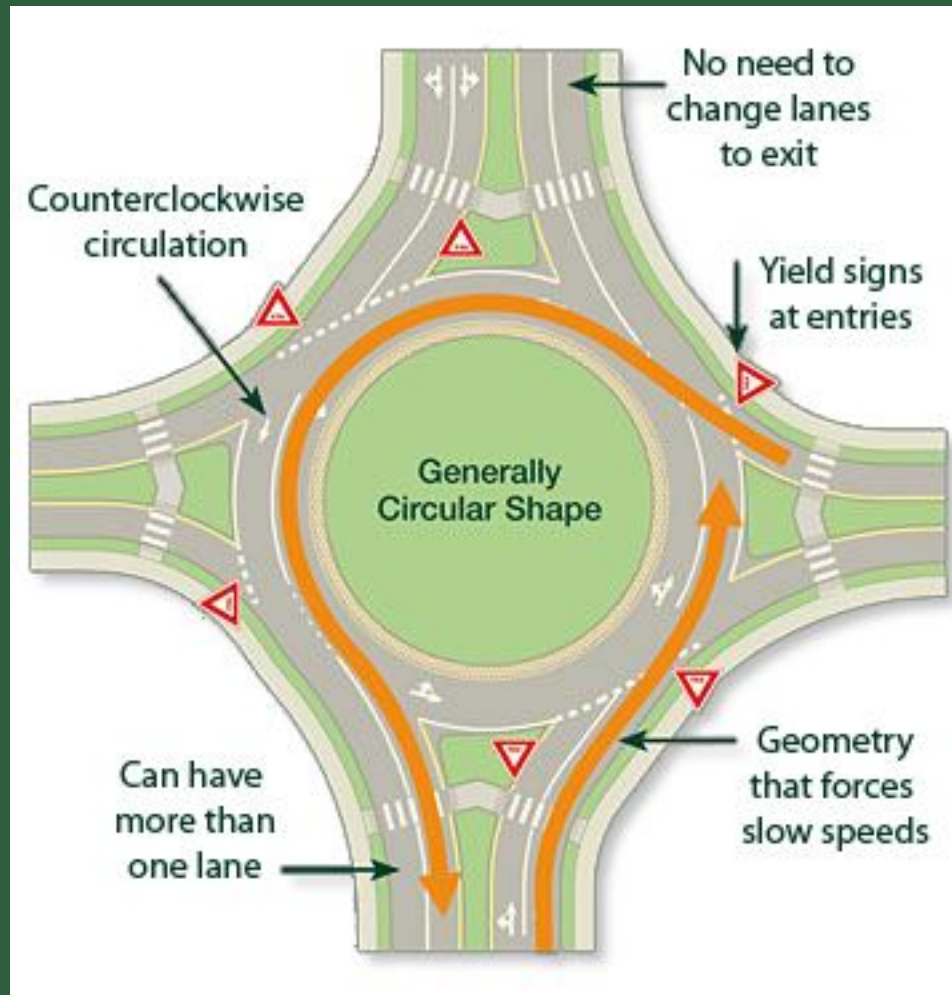 No need to
change lanes
to exit
Counterclockwise
circulation
Yield signs
at entries
Generally
Circular Shape
Can have
more than
one lane
Geometry
that forces
slow speeds